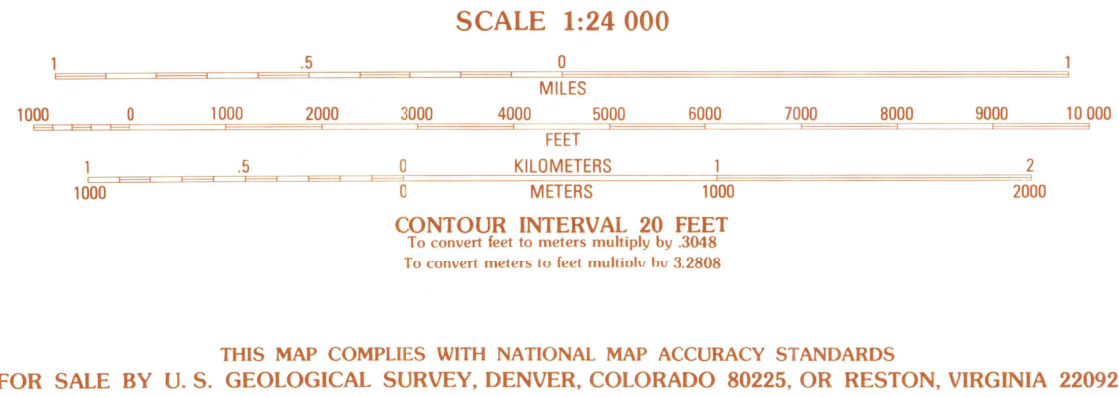 SCALE 1:24 000
1 .5 0 1
MILES
1000 0 1000 2000 3000 4000 5000 6000 7000 8000 9000 10 000
FEET
1 .5 0 KILOMETERS 1 2
1000 0 METERS 1000 2000
CONTOUR INTERVAL 20 FEET
To convert feet to meters multiply by .3048
To convert meters to feet multiply by 3.2808
THIS MAP COMPLIES WITH NATIONAL MAP ACCURACY STANDARDS
FOR SALE BY U. S. GEOLOGICAL SURVEY, DENVER, COLORADO 80225, OR RESTON, VIRGINIA 22092